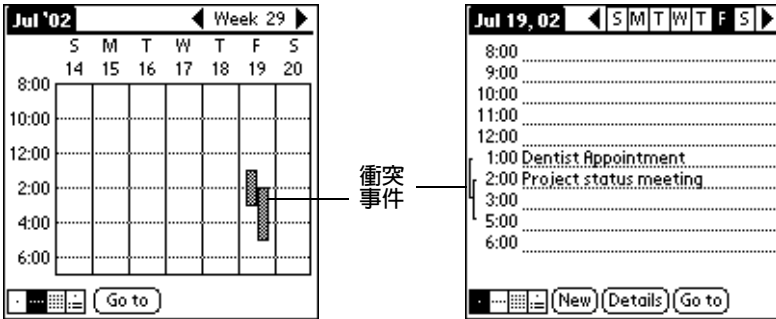 Jul '02
Week 29
S M T W T F S
14 15 16 17 18 19 20
8:00
10:00
12:00
2:00
4:00
6:00
Go to
衝突
事件
Jul 19, 02
S M T W T F S
8:00
9:00
10:00
11:00
12:00
1:00 Dentist Appointment
2:00 Project status meeting
3:00
5:00
6:00
New Details Go to